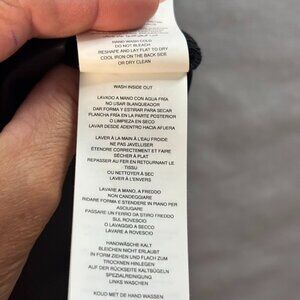 HAND WASH COLD
DO NOT BLEACH
RESHAPE AND LAY FLAT TO DRY
COOL IRON ON THE BACK SIDE
OR DRY CLEAN
WASH INSIDE OUT
LAVADO A MANO CON AGUA FRÍA
NO USAR BLANQUEADOR
DAR FORMA Y ESTIRAR PARA SECAR
PLANCHA FRÍA EN LA PARTE POSTERIOR
O LIMPIEZA EN SECO
LAVAR DESDE ADENTRO HACIA AFUERA
LAVER À LA MAIN À L'EAU FROIDE
NE PAS JAVELLISER
ÉTENDRE CORRECTEMENT ET FAIRE
SÉCHER À PLAT
REPASSER AU FER EN RETOURNANT LE
TISSU
OU NETTOYER À SEC
LAVER À L'ENVERS
LAVARE A MANO, A FREDDO
NON CANDEGGIARE
RIDARE FORMA E STENDERE IN PIANO PER
ASCIUGARE
PASSARE UN FERRO DA STIRO FREDDO
SUL ROVESCIO
O LAVAGGIO A SECCO
LAVARE A ROVESCIO
HANDWÄSCHE KALT
BLEICHEN NICHT ERLAUBT
IN FORM ZIEHEN UND FLACH ZUM
TROCKNEN HINLEGEN
AUF DER RÜCKSEITE KALTBÜGELN
SPEZIALREINIGUNG
LINKS WASCHEN
KOUD MET DE HAND WASSEN